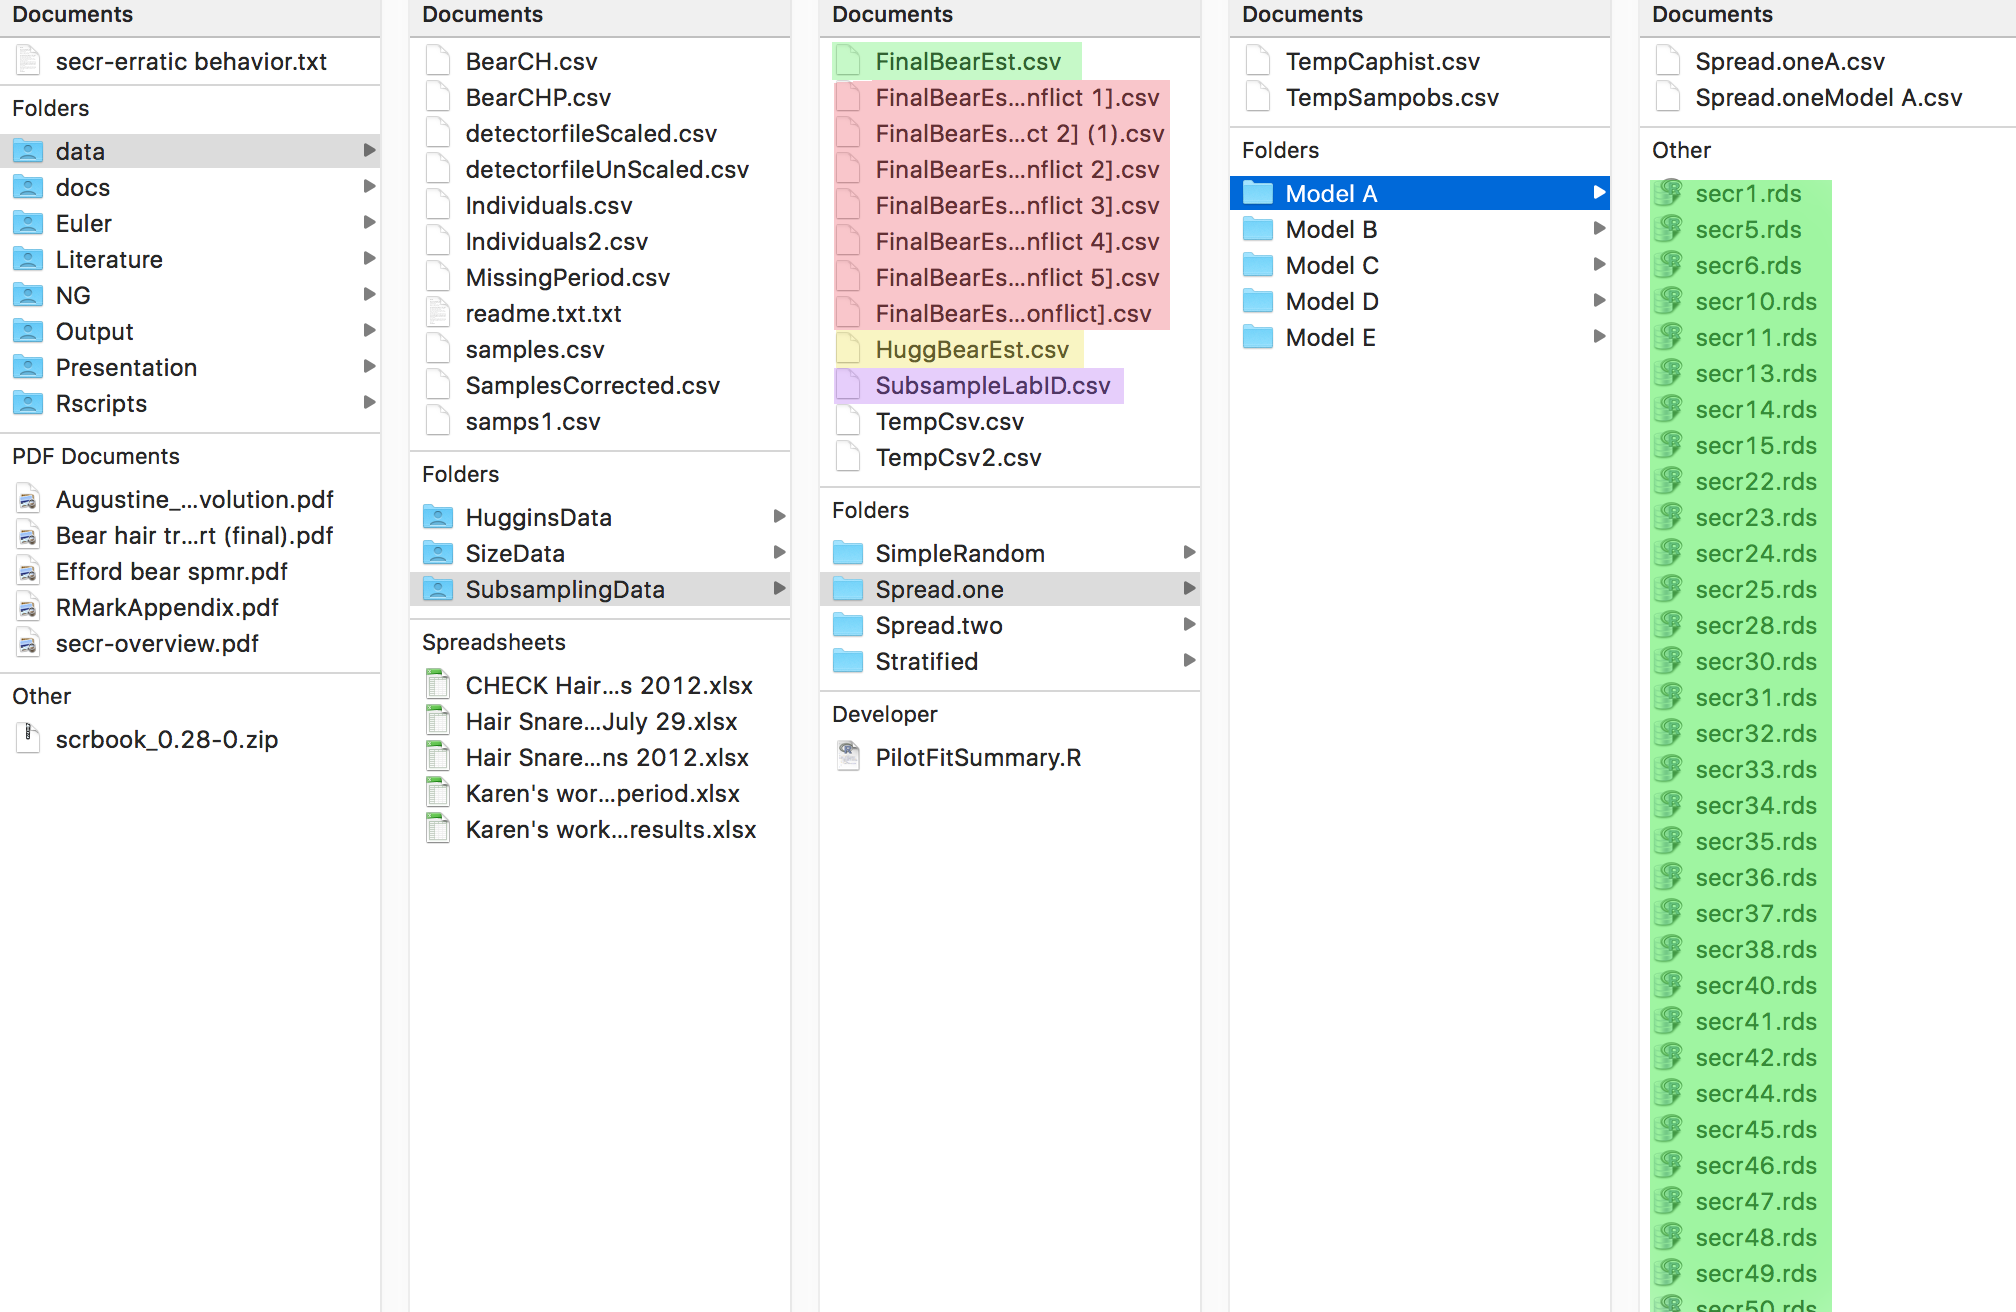 Documents
secr-erratic behavior.txt
Folders
data
docs
Euler
Literature
NG
Output
Presentation
Rscripts
PDF Documents
Augustine_...volution.pdf
Bear hair tr...rt (final).pdf
Efford bear spmr.pdf
RMarkAppendix.pdf
secr-overview.pdf
Other
scrbook_0.28-0.zip
Documents
BearCH.csv
BearCHP.csv
detectorfileScaled.csv
detectorfileUnScaled.csv
Individuals.csv
Individuals2.csv
MissingPeriod.csv
readme.txt.txt
samples.csv
SamplesCorrected.csv
samps1.csv
Folders
HugginsData
SizeData
SubsamplingData
Spreadsheets
CHECK Hair...s 2012.xlsx
Hair Snare...July 29.xlsx
Hair Snare...ns 2012.xlsx
Karen's wor...period.xlsx
Karen's work...results.xlsx
Documents
FinalBearEst.csv
FinalBearEs...nflict 1].csv
FinalBearEs...ct 2] (1).csv
FinalBearEs...nflict 2].csv
FinalBearEs...nflict 3].csv
FinalBearEs...nflict 4].csv
FinalBearEs...nflict 5].csv
FinalBearEs...onflict].csv
HuggBearEst.csv
SubsampleLabID.csv
TempCsv.csv
TempCsv2.csv
Folders
SimpleRandom
Spread.one
Spread.two
Stratified
Developer
PilotFitSummary.R
Documents
TempCaphist.csv
TempSampobs.csv
Folders
Model A
Model B
Model C
Model D
Model E
Documents
Spread.oneA.csv
Spread.oneModel A.csv
Other
secr1.rds
secr5.rds
secr6.rds
secr10.rds
secr11.rds
secr13.rds
secr14.rds
secr15.rds
secr22.rds
secr23.rds
secr24.rds
secr25.rds
secr28.rds
secr30.rds
secr31.rds
secr32.rds
secr33.rds
secr34.rds
secr35.rds
secr36.rds
secr37.rds
secr38.rds
secr40.rds
secr41.rds
secr42.rds
secr44.rds
secr45.rds
secr46.rds
secr47.rds
secr48.rds
secr49.rds
secr50.rds